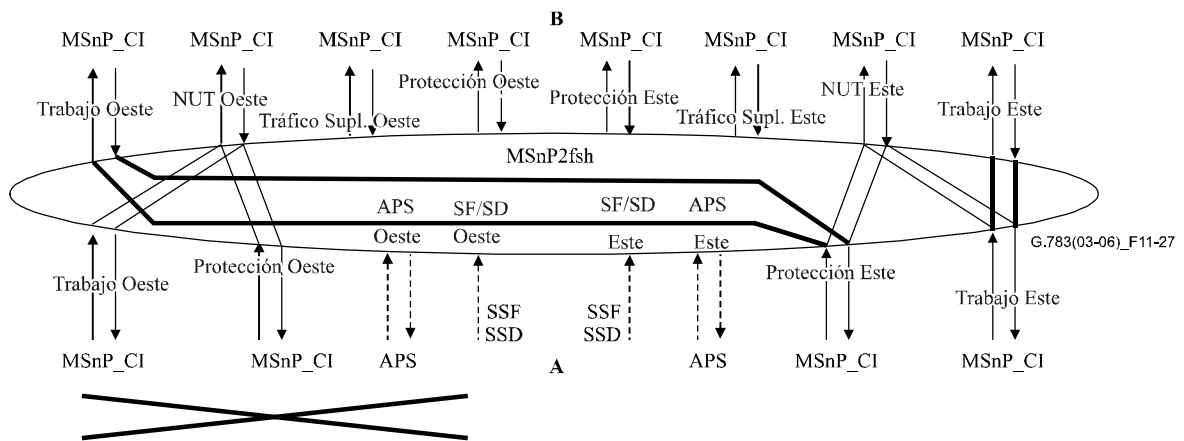 B
MSnP_CI MSnP_CI MSnP_CI MSnP_CI MSnP_CI MSnP_CI MSnP_CI MSnP_CI
Trabajo Oeste
NUT Oeste
Tráfico Supl. Oeste
Protección Oeste
Protección Este
Tráfico Supl. Este
NUT Este
Trabajo Este
MSnP2fsh
APS
Oeste
SF/SD
Oeste
SF/SD
Este
APS
Este
G.783(03-06)_F11-27
Trabajo Oeste
Protección Oeste
SSF
SSD
SSF
SSD
Protección Este
Trabajo Este
MSnP_CI MSnP_CI APS APS MSnP_CI MSnP_CI
A